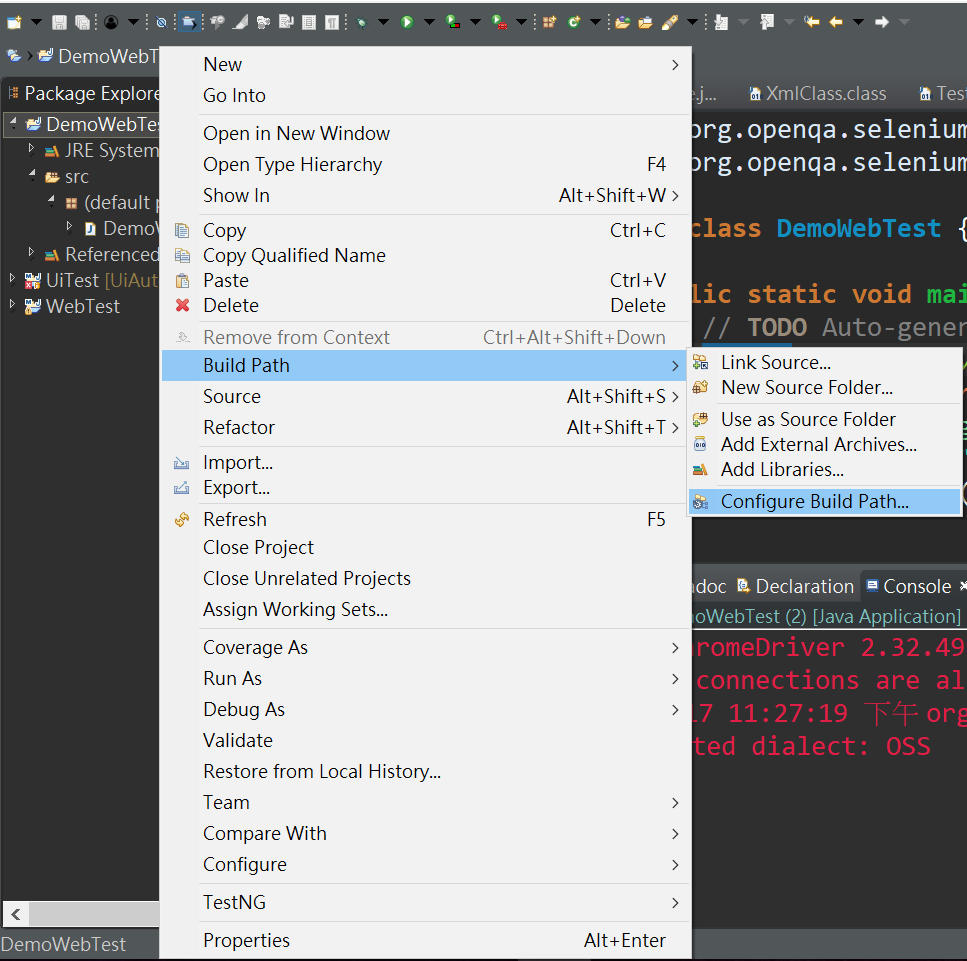 DemoWebT
Package Explore
DemoWebTes
JRE System
src
(default p
DemoW
Referenced
UiTest [UiAut
WebTest
DemoWebTest
New
Go Into
Open in New Window
Open Type Hierarchy F4
Show In Alt+Shift+W
Copy Ctrl+C
Copy Qualified Name
Paste Ctrl+V
Delete Delete
Remove from Context Ctrl+Alt+Shift+Down
Build Path
Source Alt+Shift+S
Refactor Alt+Shift+T
Import...
Export...
Refresh F5
Close Project
Close Unrelated Projects
Assign Working Sets...
Coverage As
Run As
Debug As
Validate
Restore from Local History...
Team
Compare With
Configure
TestNG
Properties Alt+Enter
Link Source...
New Source Folder...
Use as Source Folder
Add External Archives...
Add Libraries...
Configure Build Path...
e.j... XmlClass.class Test
org.openqa.selenium
org.openqa.selenium
class DemoWebTest {
lic static void mai
// TODO Auto-gener
doc Declaration Console
oWebTest (2) [Java Application]
romeDriver 2.32.49
connections are al
17 11:27:19 下午 org
ted dialect: OSS